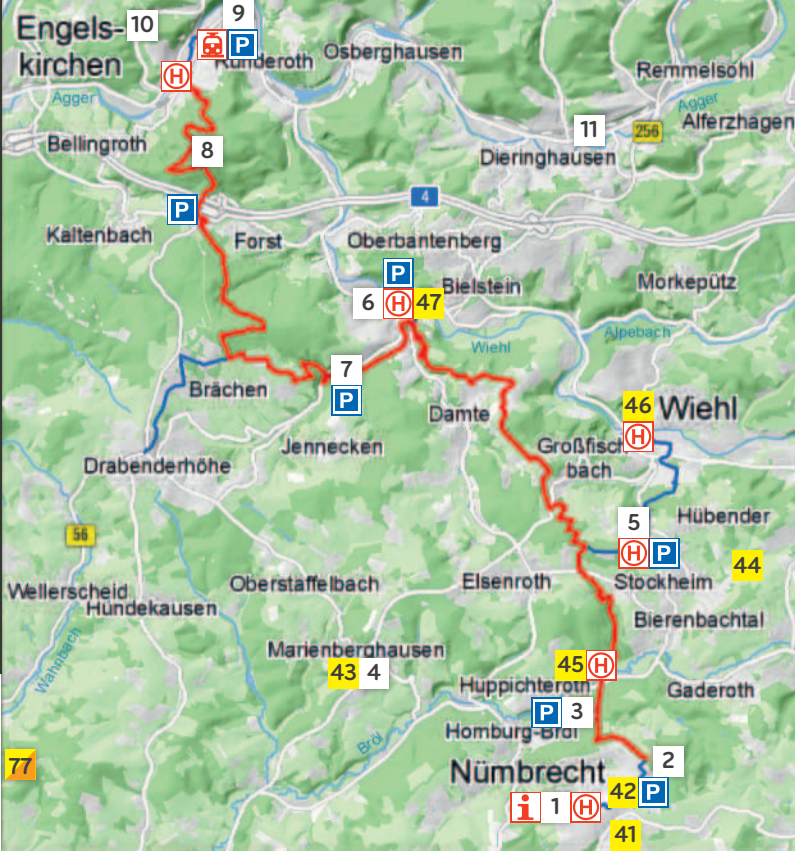 Engels-
kirchen
10
9
P
Ründeroth
Osberghausen
Remmelsohl
H
Agger
Agger
11
256
Alferzhagen
Bellingroth
8
Dieringhausen
P
4
Kaltenbach
Forst
Oberbantenberg
P
Bielstein
Morkepütz
6
H
47
Wiehl
Alpebach
7
P
Brächen
46
Wiehl
H
Damte
Großfisch
bach
Jennecken
Drabenderhöhe
5
Hübender
56
H
P
44
Wellerscheid
Hündekausen
Oberstaffelbach
Elsenroth
Stockheim
Bierenbachtal
Wahnbach
Marienberghausen
43
4
45
H
Huppichteroth
Gaderoth
P
3
Homburg-Bröl
Bröl
2
77
Nümbrecht
42
P
i
1
H
41